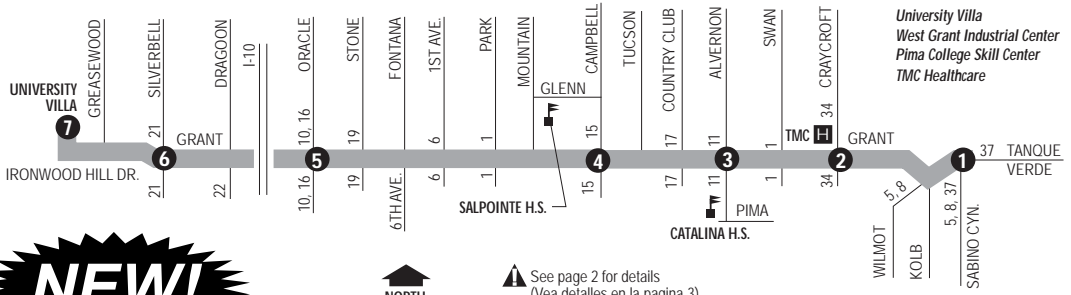 UNIVERSITY
VILLA
7
GREASEWOOD
IRONWOOD HILL DR.
SILVERBELL
21
6
21
GRANT
DRAGOON
22
I-10
ORACLE
10, 16
5
10, 16
STONE
19
19
FONTANA
6TH AVE.
1ST AVE.
6
6
PARK
1
1
MOUNTAIN
GLENN
SALPOINTE H.S.
CAMPBELL
15
4
15
TUCSON
COUNTRY CLUB
17
17
ALVERNON
11
3
11
PIMA
CATALINA H.S.
SWAN
1
1
CRAYCROFT
34
TMC H
2
34
GRANT
5, 8
WILMOT
KOLB
1
5, 8, 37
SABINO CYN.
37 TANQUE
VERDE
University Villa
West Grant Industrial Center
Pima College Skill Center
TMC Healthcare
NEW!
NORTH
See page 2 for details
(Vea detalles en la pagina 3)